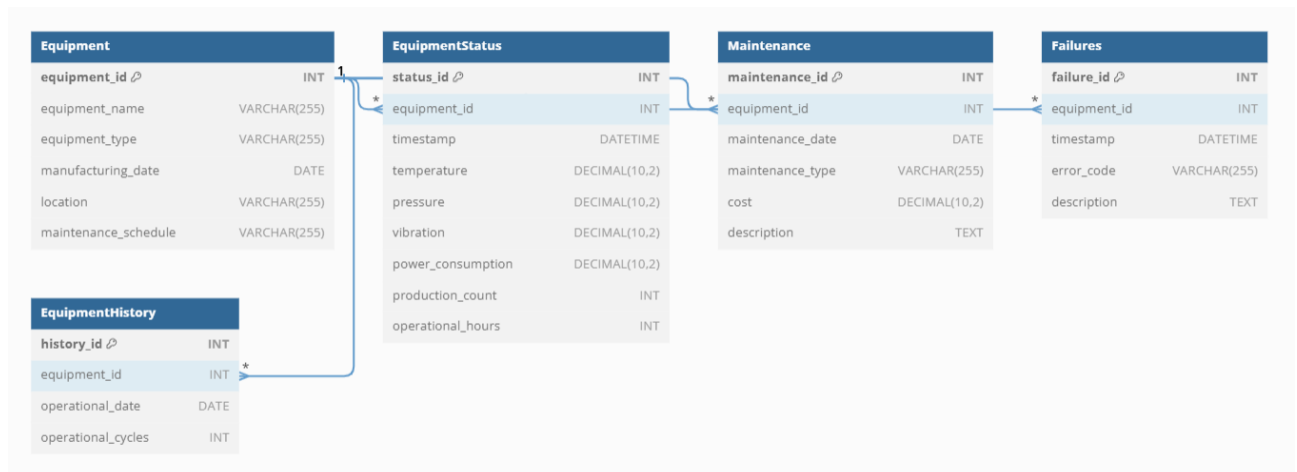 Equipment
equipment_id INT
equipment_name VARCHAR(255)
equipment_type VARCHAR(255)
manufacturing_date DATE
location VARCHAR(255)
maintenance_schedule VARCHAR(255)
1
EquipmentStatus
status_id INT
* equipment_id INT
timestamp DATETIME
temperature DECIMAL(10,2)
pressure DECIMAL(10,2)
vibration DECIMAL(10,2)
power_consumption DECIMAL(10,2)
production_count INT
operational_hours INT
Maintenance
maintenance_id INT
* equipment_id INT
maintenance_date DATE
maintenance_type VARCHAR(255)
cost DECIMAL(10,2)
description TEXT
Failures
failure_id INT
* equipment_id INT
timestamp DATETIME
error_code VARCHAR(255)
description TEXT
EquipmentHistory
history_id INT
equipment_id INT *
operational_date DATE
operational_cycles INT